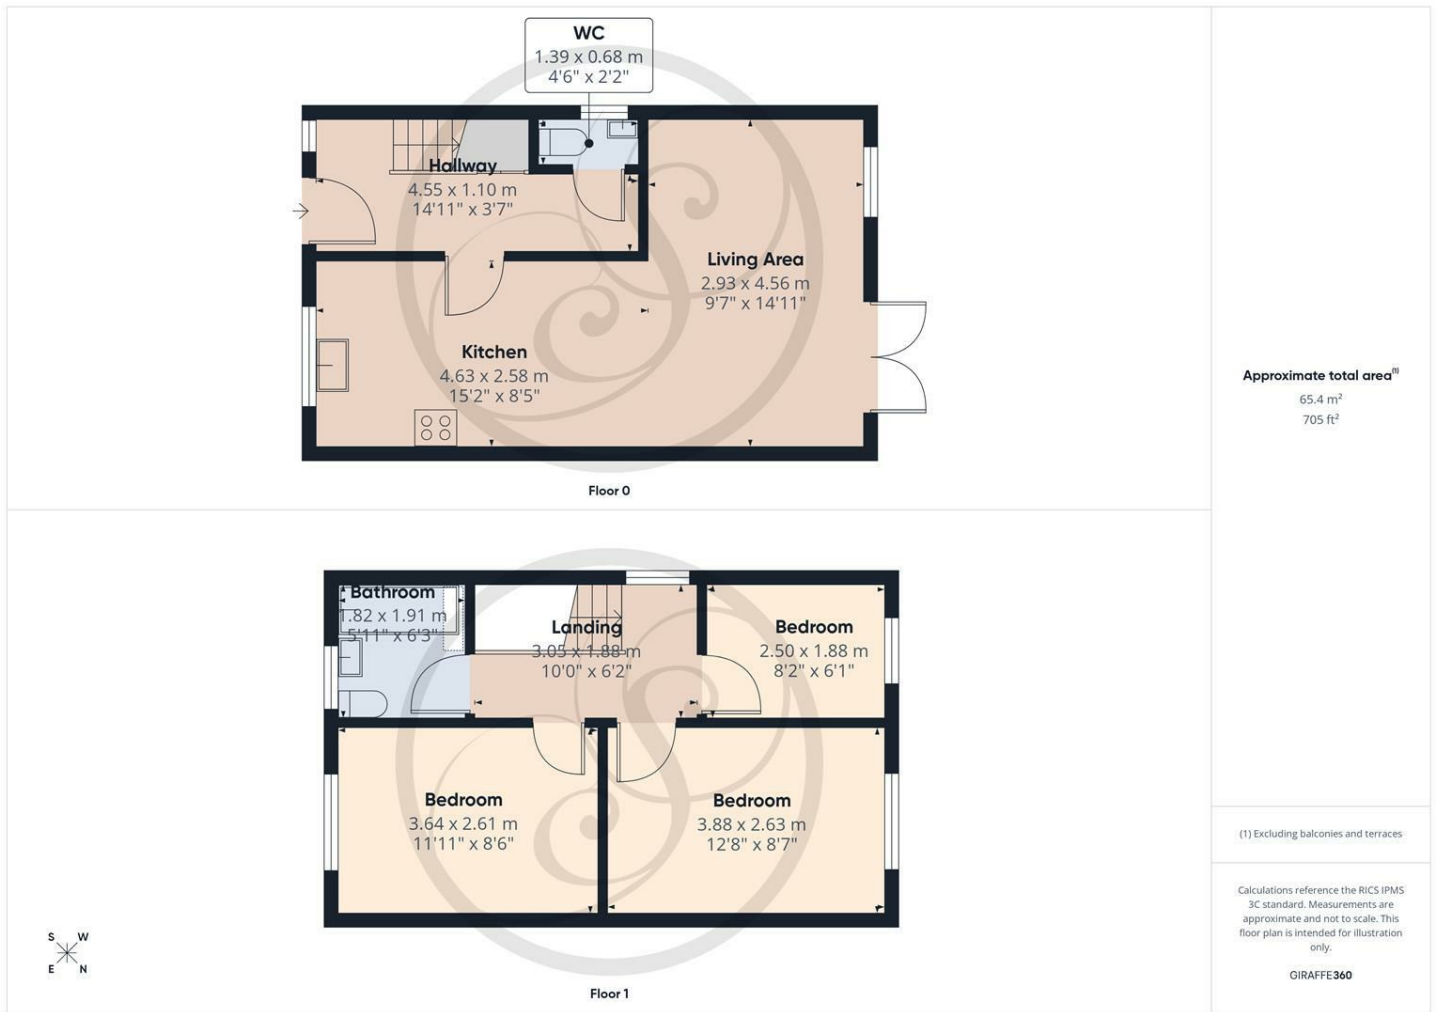 WC
1.39 x 0.68 m
4'6" x 2'2"
Hallway
4.55 x 1.10 m
14'11" x 3'7"
Living Area
2.93 x 4.56 m
9'7" x 14'11"
Kitchen
4.63 x 2.58 m
15'2" x 8'5"
Floor 0
Approximate total area(1)
65.4 m²
705 ft²
Bathroom
1.82 x 1.91 m
5'11" x 6'3"
Landing
3.05 x 1.88 m
10'0" x 6'2"
Bedroom
2.50 x 1.88 m
8'2" x 6'1"
Bedroom
3.64 x 2.61 m
11'11" x 8'6"
Bedroom
3.88 x 2.63 m
12'8" x 8'7"
Floor 1
S W
E N
(1) Excluding balconies and terraces
Calculations reference the RICS IPMS
3C standard. Measurements are
approximate and not to scale. This
floor plan is intended for illustration
only.
GIRAFFE360